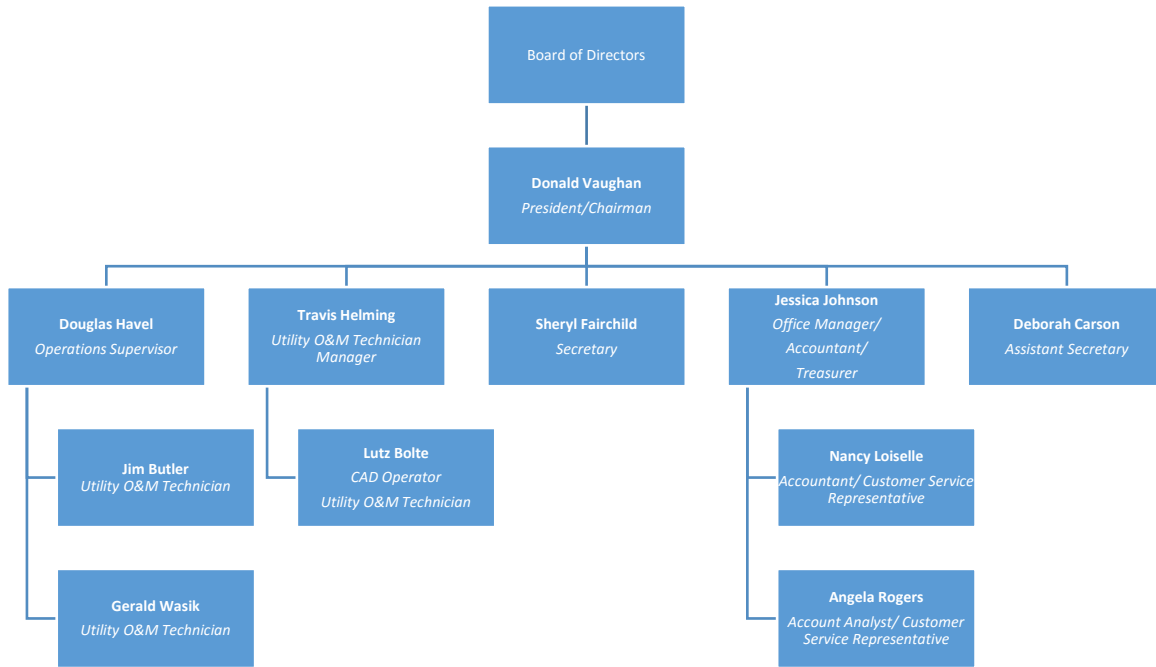 Board of Directors
Donald Vaughan
President/Chairman
Douglas Havel
Operations Supervisor
Travis Helming
Utility O&M Technician
Manager
Sheryl Fairchild
Secretary
Jessica Johnson
Office Manager/
Accountant/
Treasurer
Deborah Carson
Assistant Secretary
Jim Butler
Utility O&M Technician
Lutz Bolte
CAD Operator
Utility O&M Technician
Nancy Loiselle
Accountant/ Customer Service
Representative
Gerald Wasik
Utility O&M Technician
Angela Rogers
Account Analyst/ Customer
Service Representative